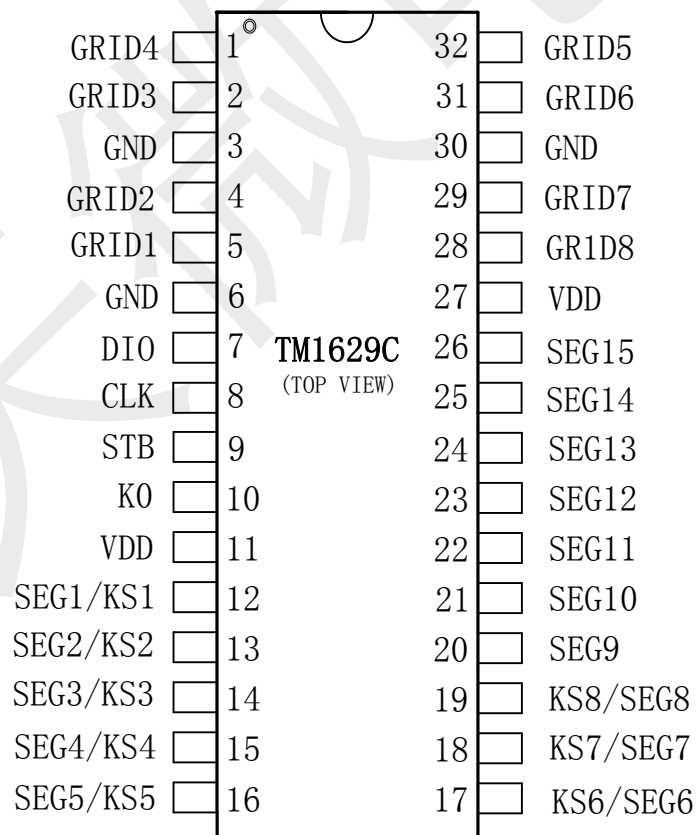 GRID4 1 32 GRID5
GRID3 2 31 GRID6
GND 3 30 GND
GRID2 4 29 GRID7
GRID1 5 28 GR1D8
GND 6 27 VDD
DIO 7 TM1629C 26 SEG15
(TOP VIEW)
CLK 8 25 SEG14
STB 9 24 SEG13
K0 10 23 SEG12
VDD 11 22 SEG11
SEG1/KS1 12 21 SEG10
SEG2/KS2 13 20 SEG9
SEG3/KS3 14 19 KS8/SEG8
SEG4/KS4 15 18 KS7/SEG7
SEG5/KS5 16 17 KS6/SEG6